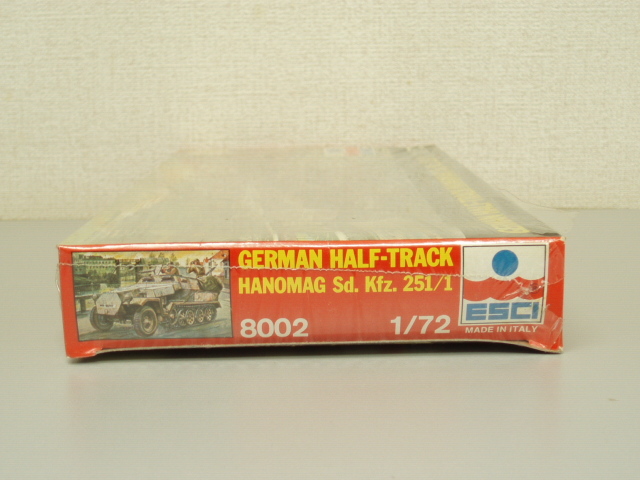 GERMAN HALF-TRACK
HANOMAG Sd. Kfz. 251/1
8002
1/72
ESCI
MADE IN ITALY